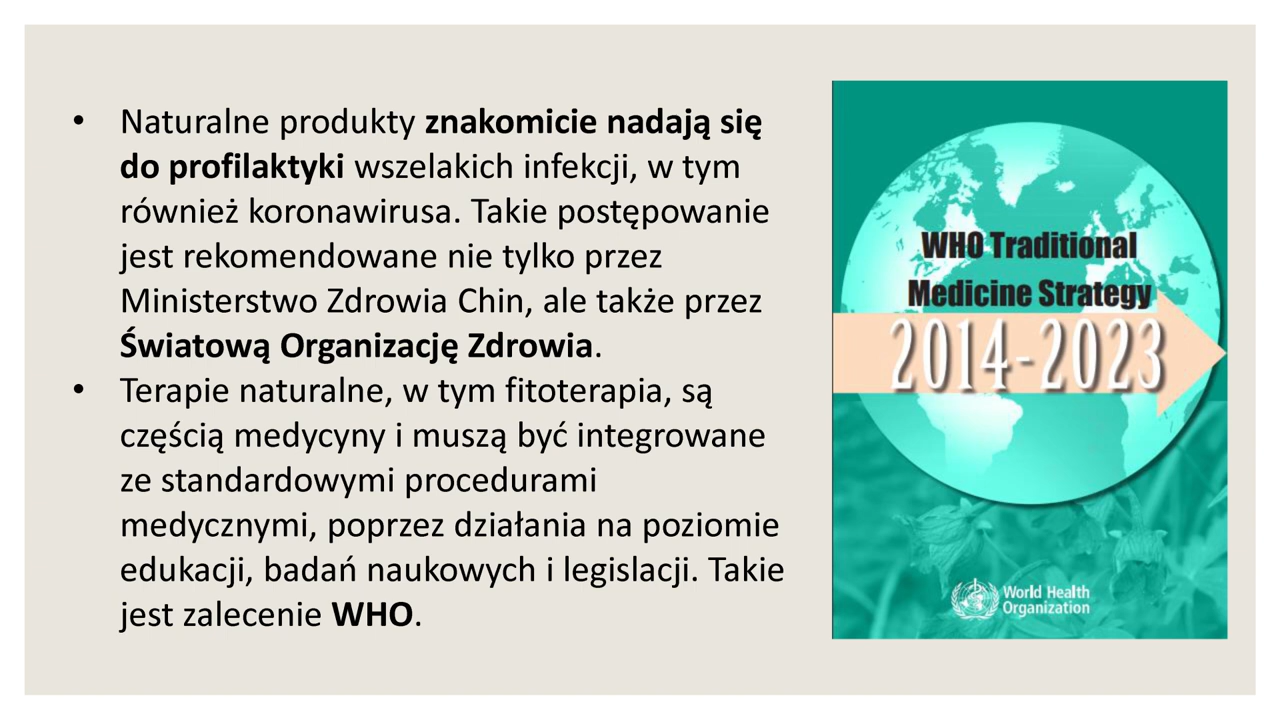 • Naturalne produkty znakomicie nadają się
do profilaktyki wszelakich infekcji, w tym
również koronawirusa. Takie postępowanie
jest rekomendowane nie tylko przez
Ministerstwo Zdrowia Chin, ale także przez
Światową Organizację Zdrowia.
• Terapie naturalne, w tym fitoterapia, są
częścią medycyny i muszą być integrowane
ze standardowymi procedurami
medycznymi, poprzez działania na poziomie
edukacji, badań naukowych i legislacji. Takie
jest zalecenie WHO.
WHO Traditional
Medicine Strategy
2014-2023
World Health
Organization